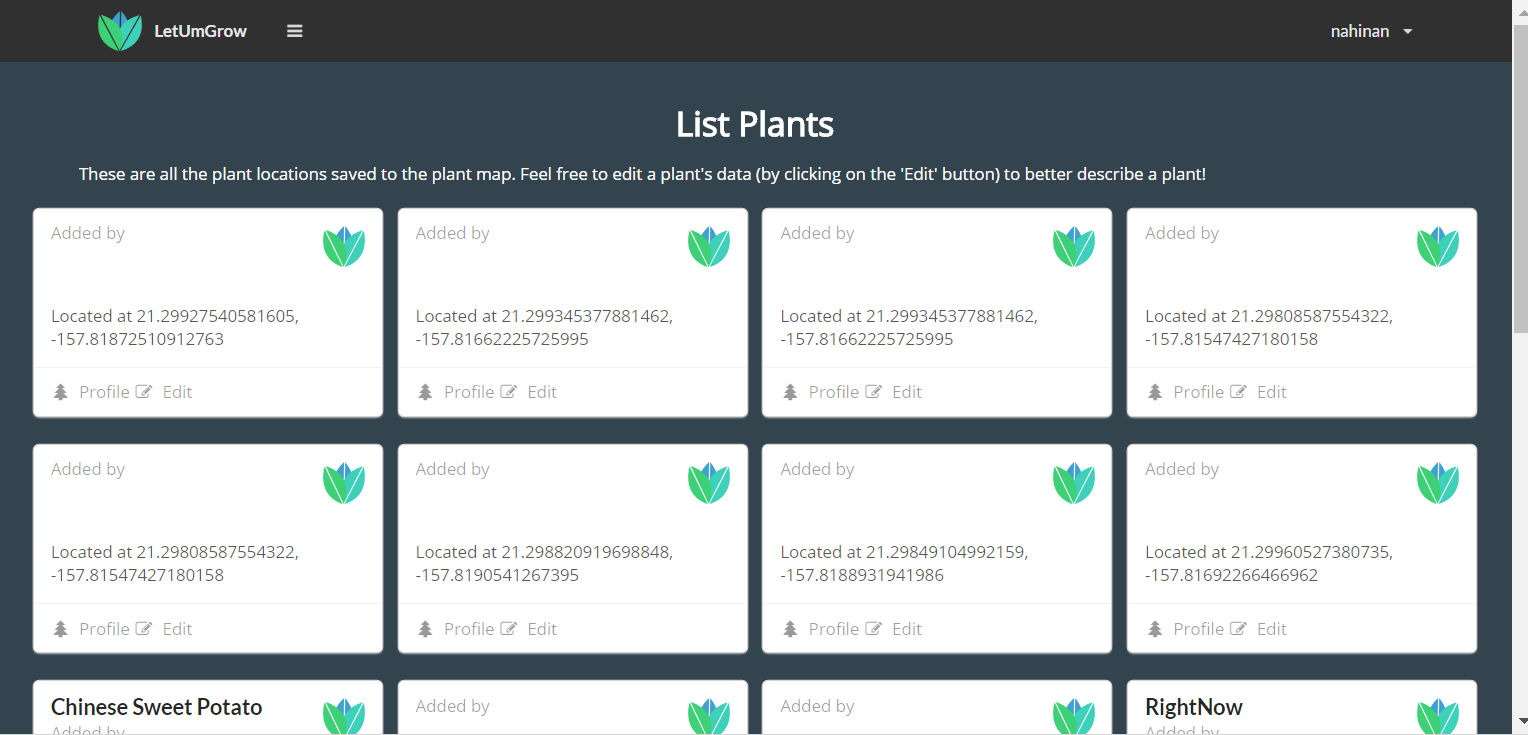 LetUmGrow
nahinan
List Plants
These are all the plant locations saved to the plant map. Feel free to edit a plant's data (by clicking on the 'Edit' button) to better describe a plant!
Added by
Located at 21.29927540581605,
-157.81872510912763
Profile Edit
Added by
Located at 21.299345377881462,
-157.81662225725995
Profile Edit
Added by
Located at 21.299345377881462,
-157.81662225725995
Profile Edit
Added by
Located at 21.29808587554322,
-157.81547427180158
Profile Edit
Added by
Located at 21.29808587554322,
-157.81547427180158
Profile Edit
Added by
Located at 21.298820919698848,
-157.8190541267395
Profile Edit
Added by
Located at 21.29849104992159,
-157.8188931941986
Profile Edit
Added by
Located at 21.29960527380735,
-157.81692266466962
Profile Edit
Chinese Sweet Potato
Added by
Added by
Added by
RightNow
Added by